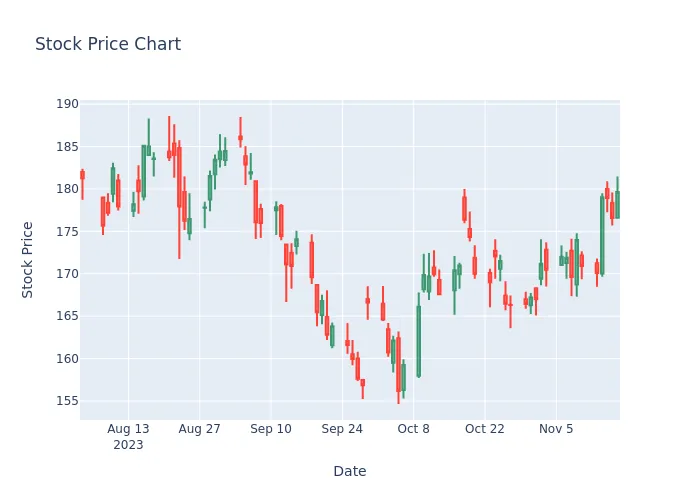 Stock Price Chart
190
185
180
175
170
165
160
155
Stock Price
Aug 13
2023
Aug 27
Sep 10
Sep 24
Oct 8
Oct 22
Nov 5
Date